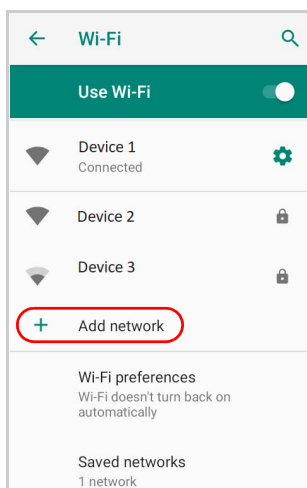 Wi-Fi
Use Wi-Fi
Device 1
Connected
Device 2
Device 3
Add network
Wi-Fi preferences
Wi-Fi doesn't turn back on
automatically
Saved networks
1 network